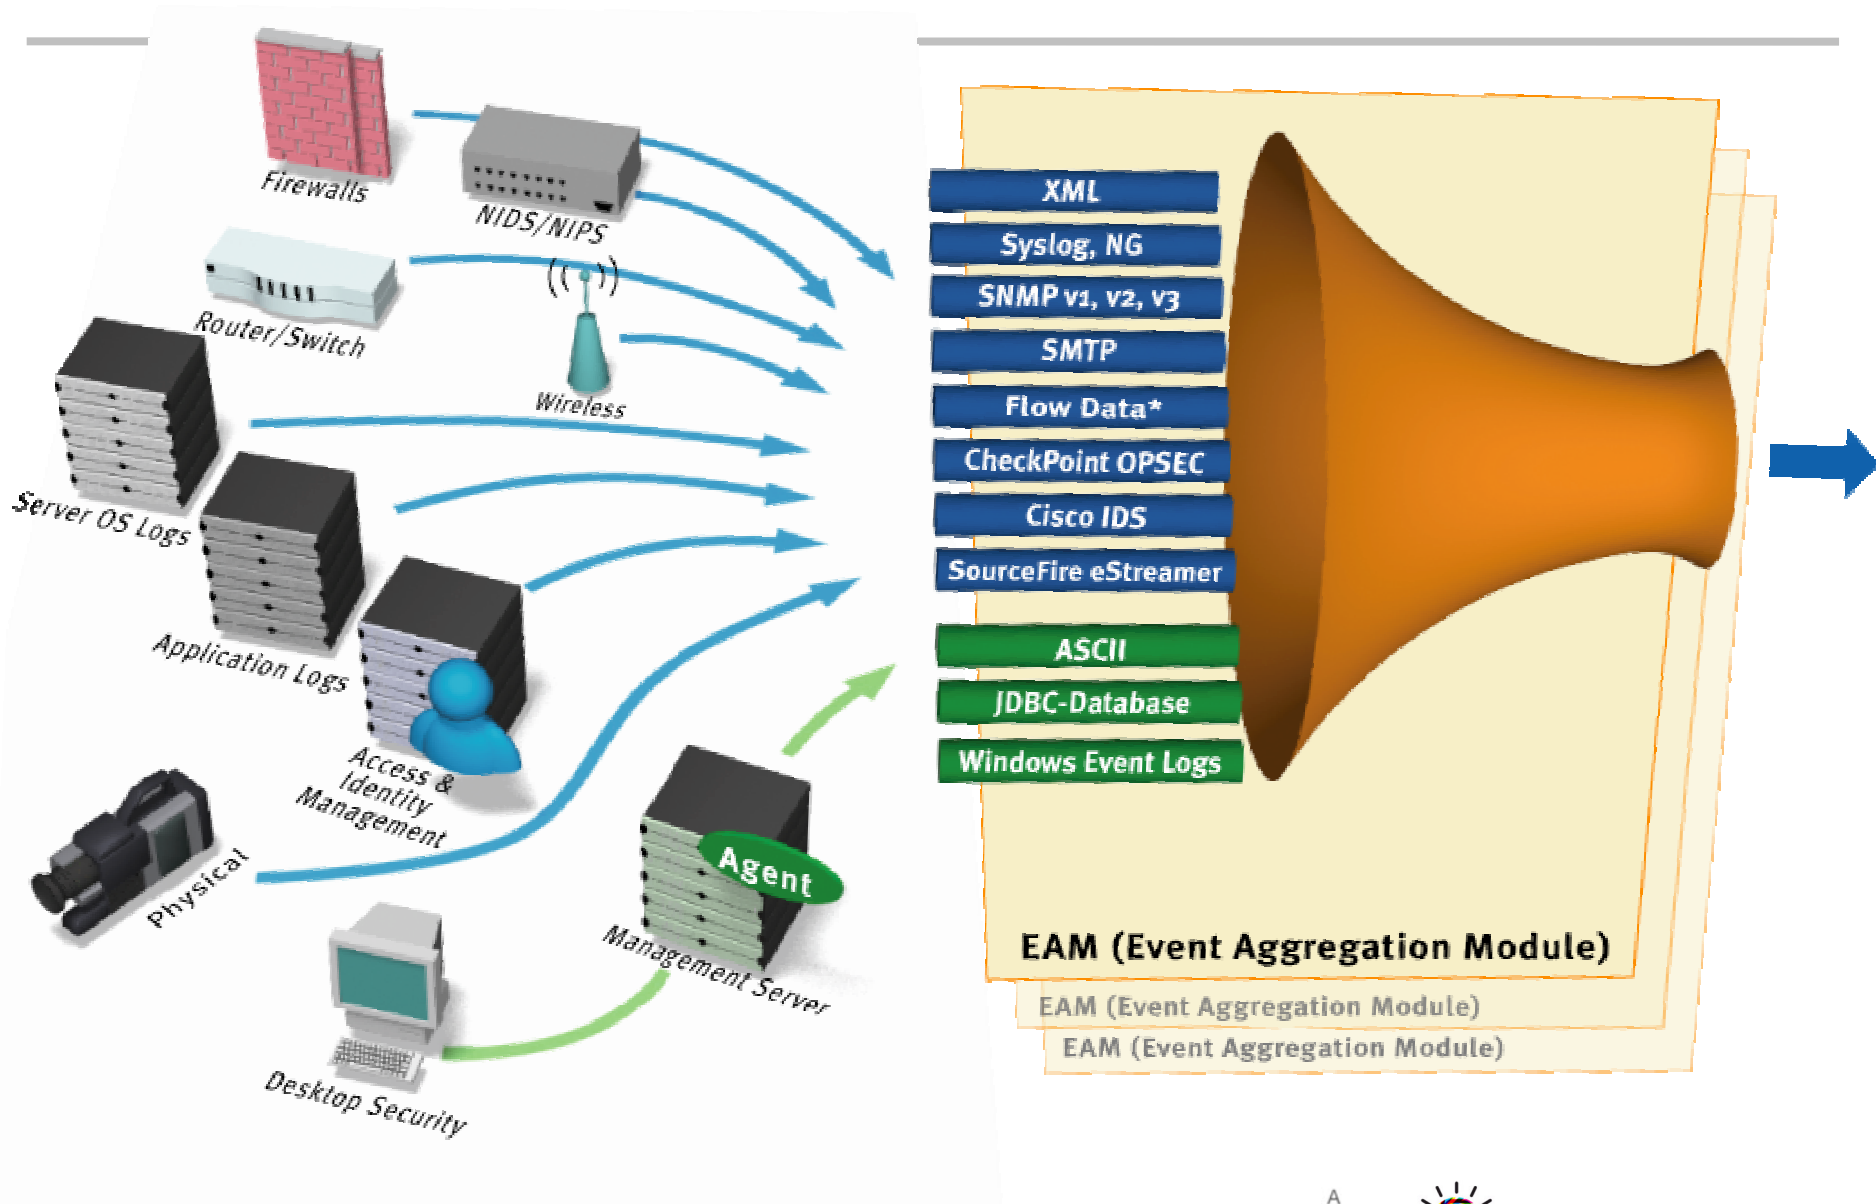 Firewalls
NIDS/NIPS
Router/Switch
Wireless
Server OS Logs
Application Logs
Access &
Identity
Management
Physical
Agent
Management Server
Desktop Security
XML
Syslog, NG
SNMP v1, v2, v3
SMTP
Flow Data*
CheckPoint OPSEC
Cisco IDS
SourceFire eStreamer
ASCII
JDBC-Database
Windows Event Logs
EAM (Event Aggregation Module)
EAM (Event Aggregation Module)
EAM (Event Aggregation Module)
A